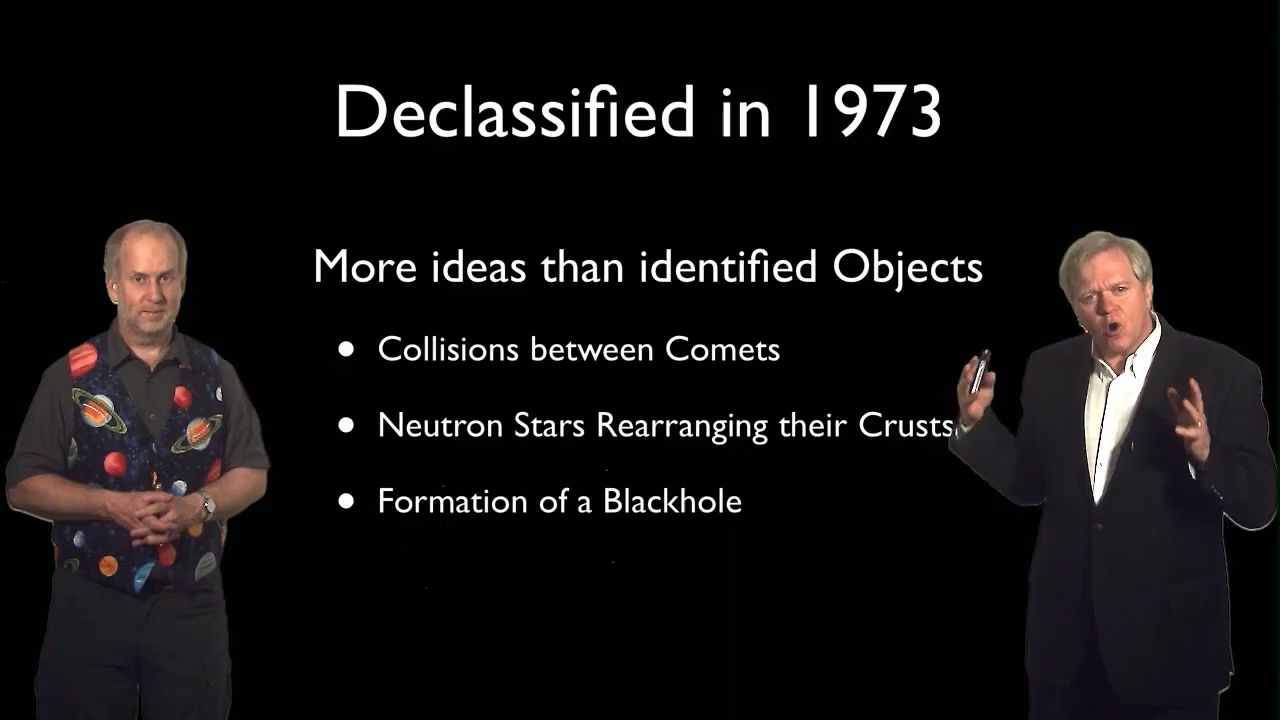 Declassified in 1973
More ideas than identified Objects
• Collisions between Comets
• Neutron Stars Rearranging their Crusts
• Formation of a Blackhole